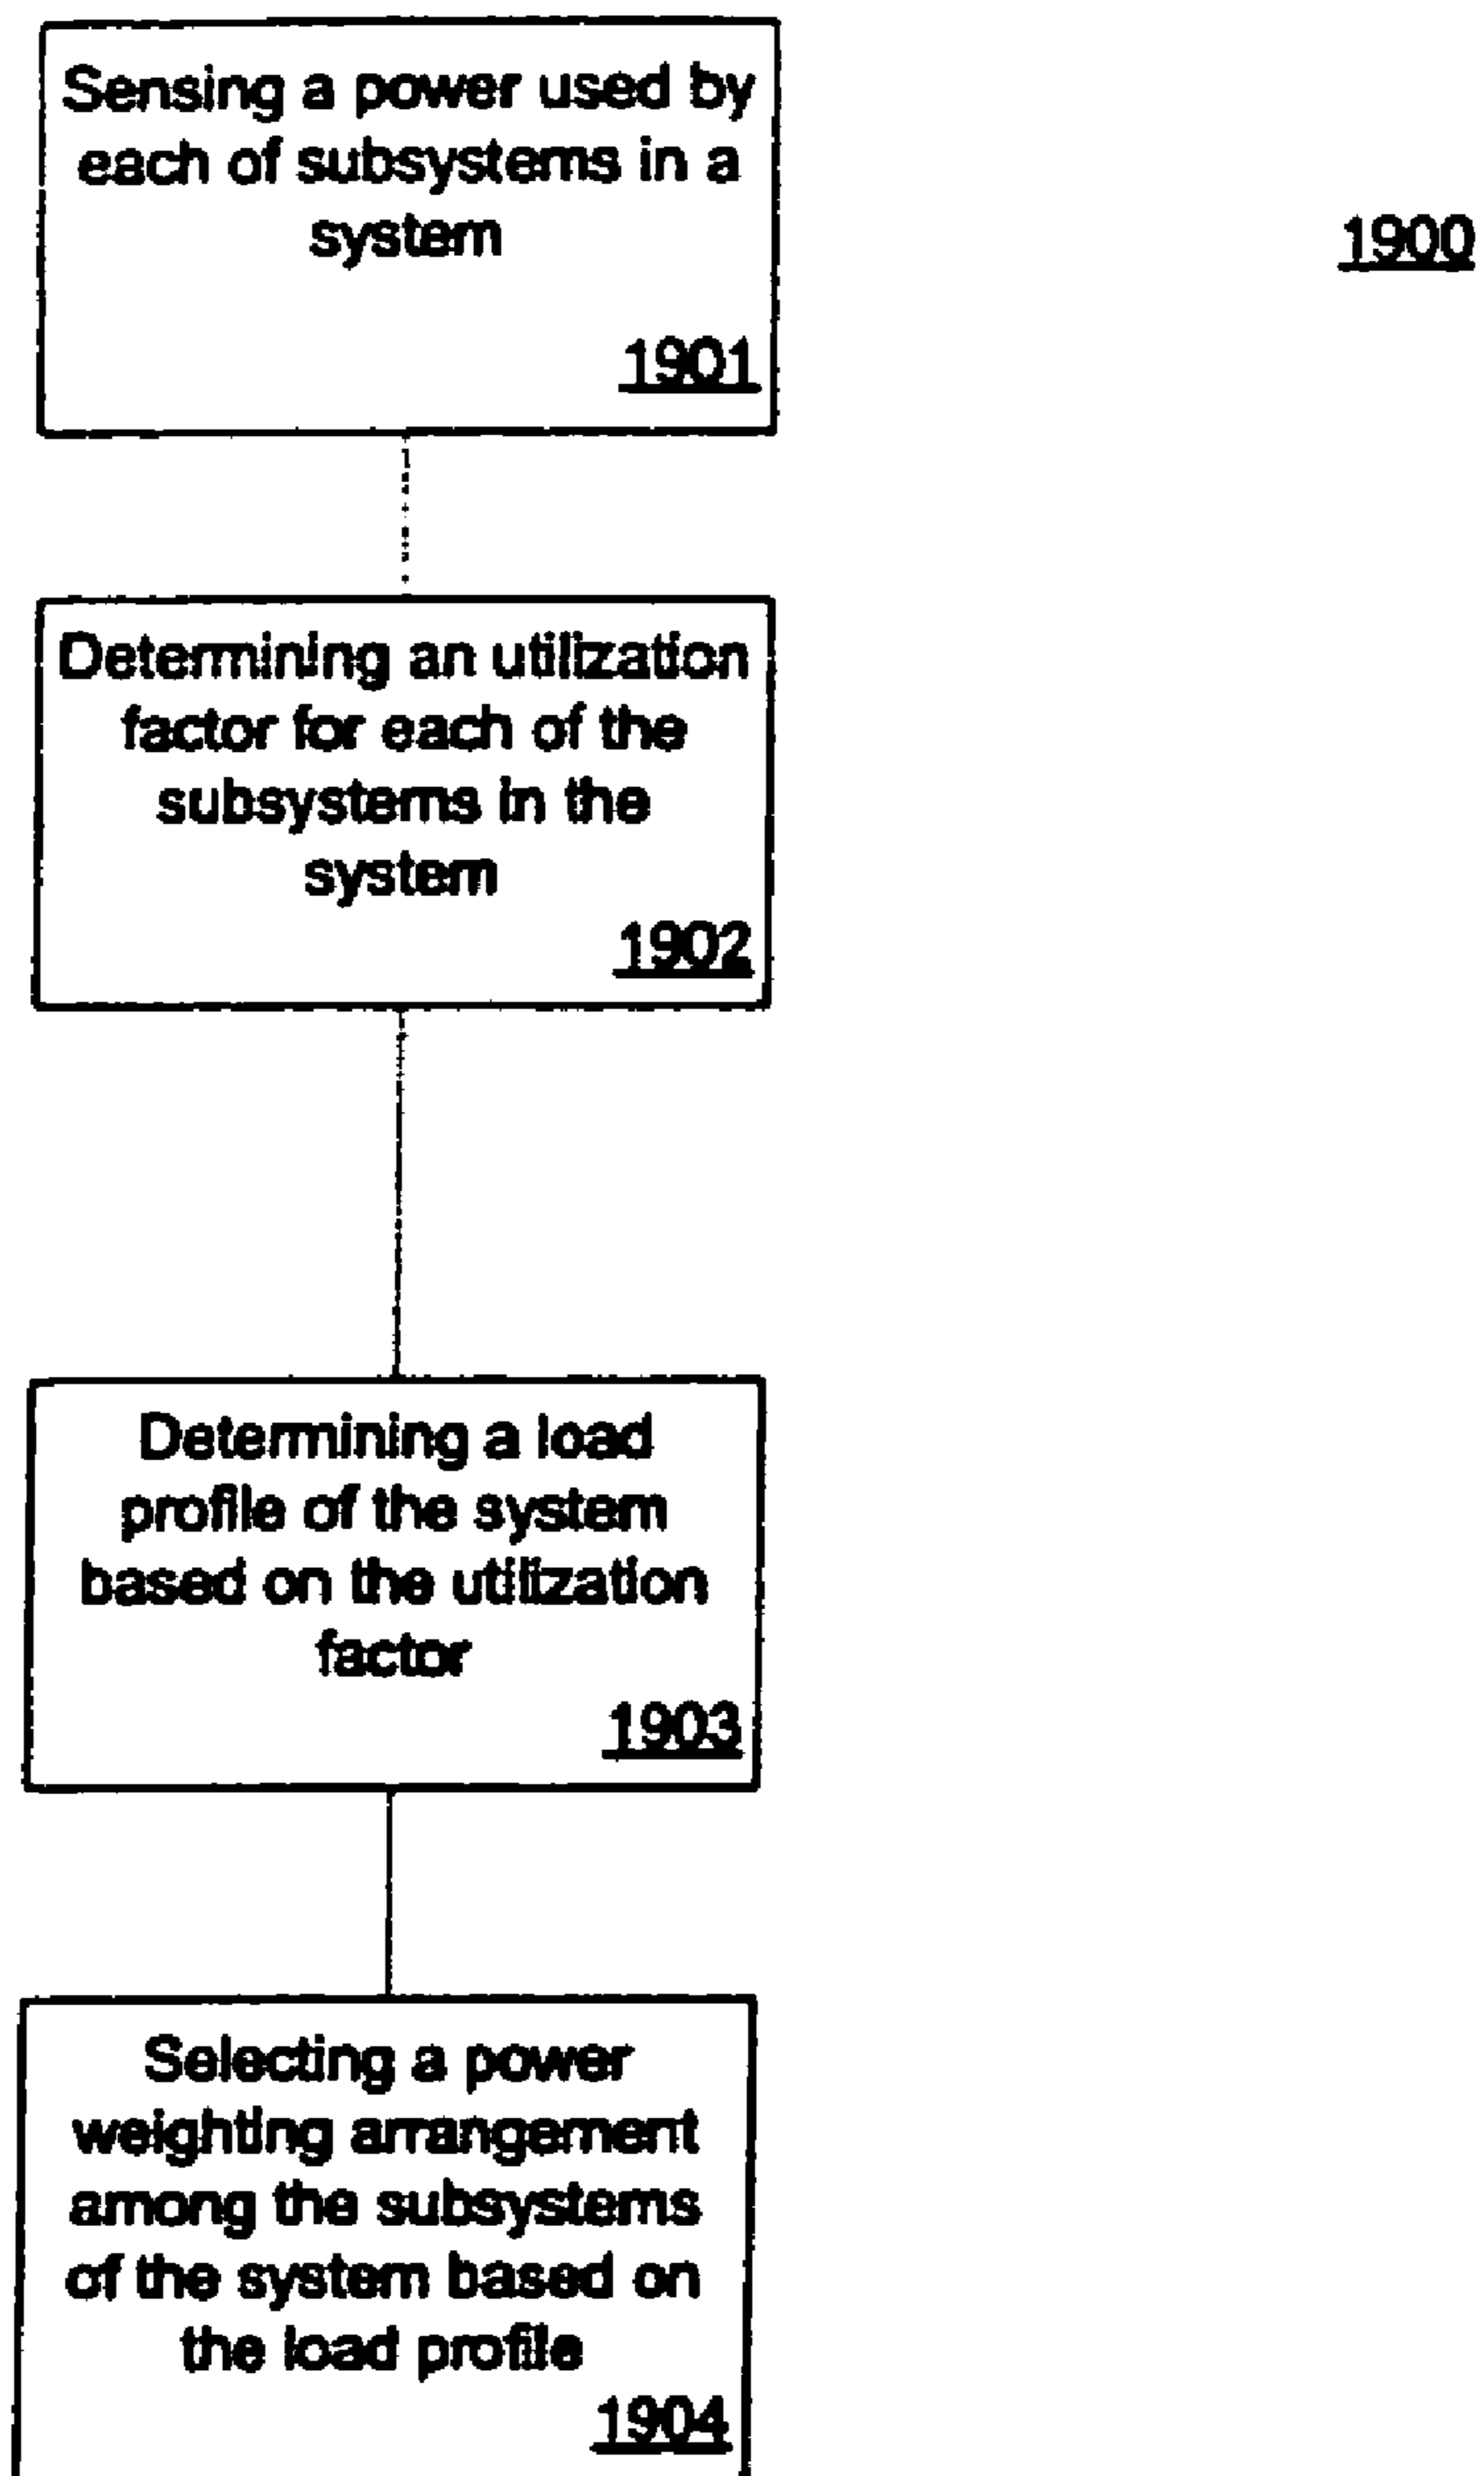 Sensing a power used by
each of subsystems in a
system
1900
1901
Determining an utilization
factor for each of the
subsystems in the
system
1902
Determining a load
profile of the system
based on the utilization
factor
1903
Selecting a power
weighting arrangement
among the subsystems
of the system based on
the load profile
1904